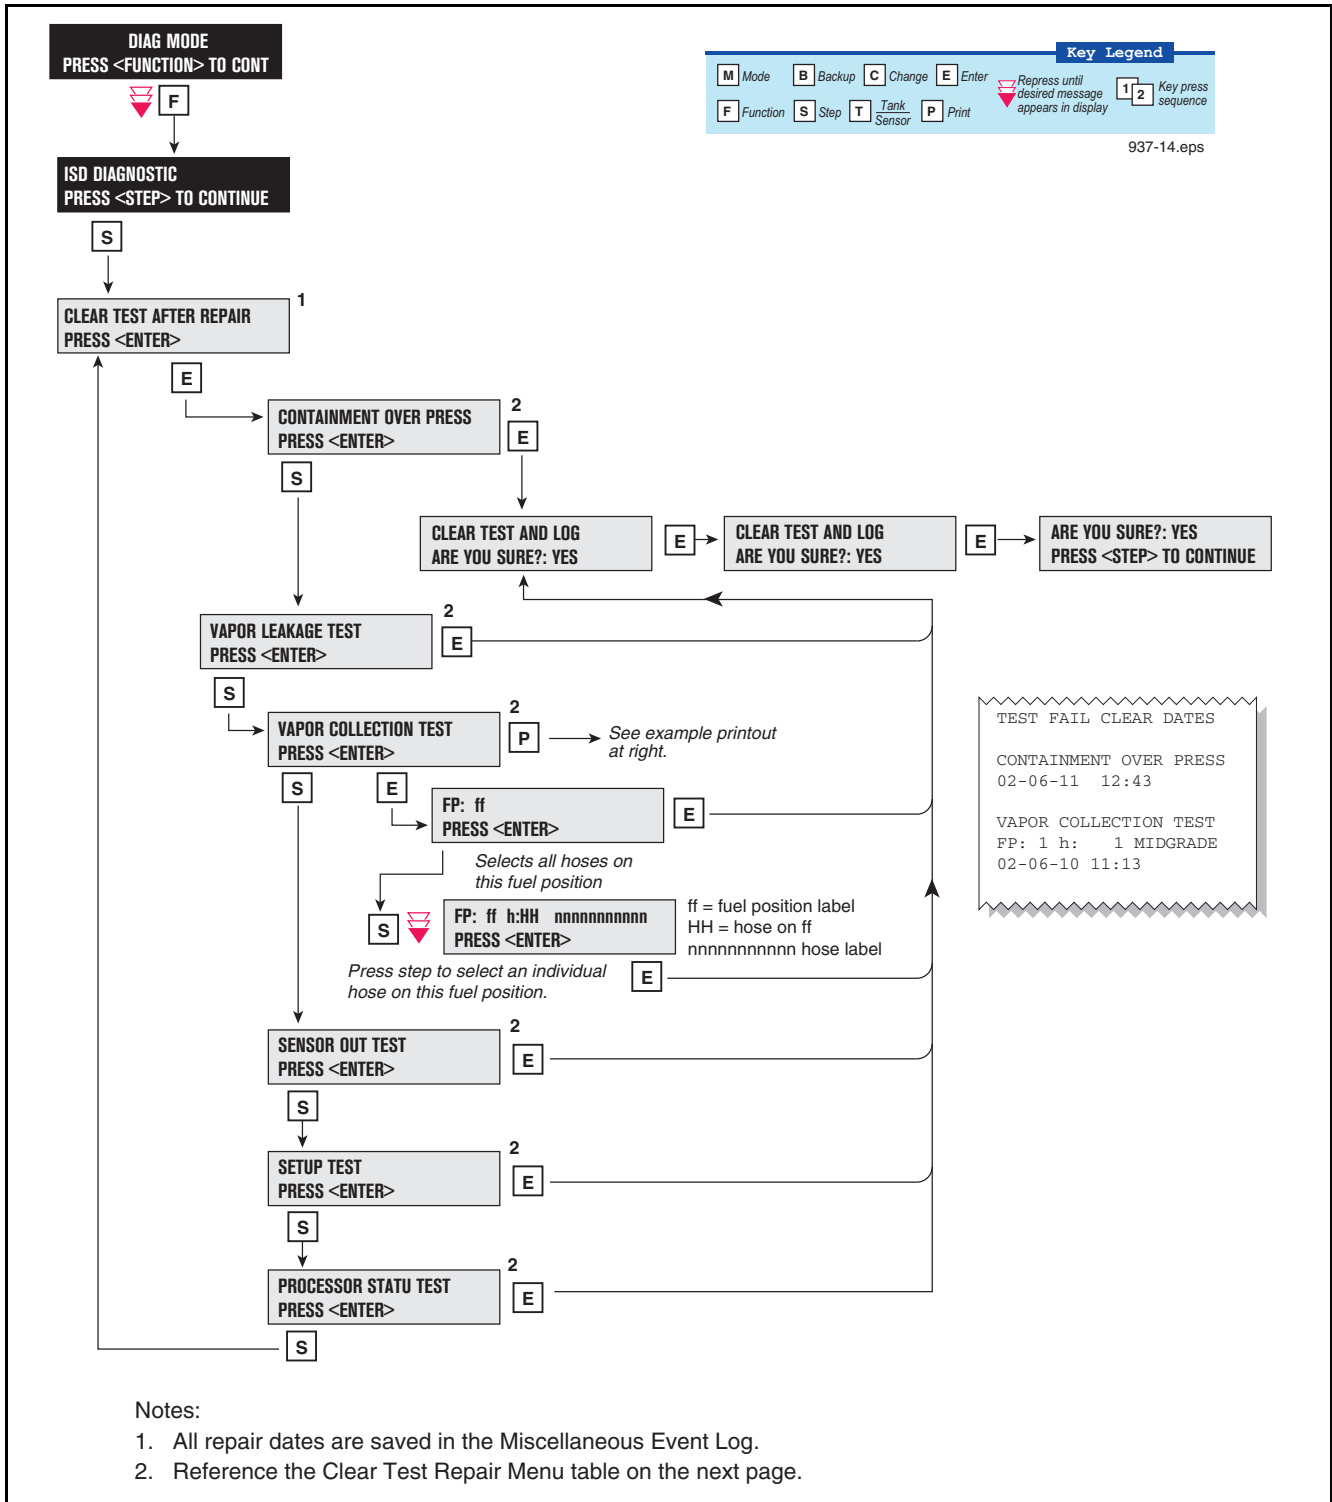 DIAG MODE
PRESS <FUNCTION> TO CONT
Key Legend
M Mode B Backup C Change E Enter
F Function S Step T Tank Sensor P Print
Repress until
desired message
appears in display
1 2 Key press
sequence
937-14.eps
F
ISD DIAGNOSTIC
PRESS <STEP> TO CONTINUE
S
CLEAR TEST AFTER REPAIR
PRESS <ENTER>
1
E
CONTAINMENT OVER PRESS
PRESS <ENTER>
2
E
S
CLEAR TEST AND LOG
ARE YOU SURE?: YES
E
CLEAR TEST AND LOG
ARE YOU SURE?: YES
E
ARE YOU SURE?: YES
PRESS <STEP> TO CONTINUE
VAPOR LEAKAGE TEST
PRESS <ENTER>
2
E
S
VAPOR COLLECTION TEST
PRESS <ENTER>
2
P
See example printout
at right.
S
E
FP: ff
PRESS <ENTER>
E
Selects all hoses on
this fuel position
S
FP: ff h:HH nnnnnnnnnnn
PRESS <ENTER>
ff = fuel position label
HH = hose on ff
nnnnnnnnnnn hose label
Press step to select an individual
hose on this fuel position.
E
TEST FAIL CLEAR DATES
CONTAINMENT OVER PRESS
02-06-11 12:43
VAPOR COLLECTION TEST
FP: 1 h: 1 MIDGRADE
02-06-10 11:13
SENSOR OUT TEST
PRESS <ENTER>
2
E
S
SETUP TEST
PRESS <ENTER>
2
E
S
PROCESSOR STATU TEST
PRESS <ENTER>
2
E
S
Notes:
1. All repair dates are saved in the Miscellaneous Event Log.
2. Reference the Clear Test Repair Menu table on the next page.